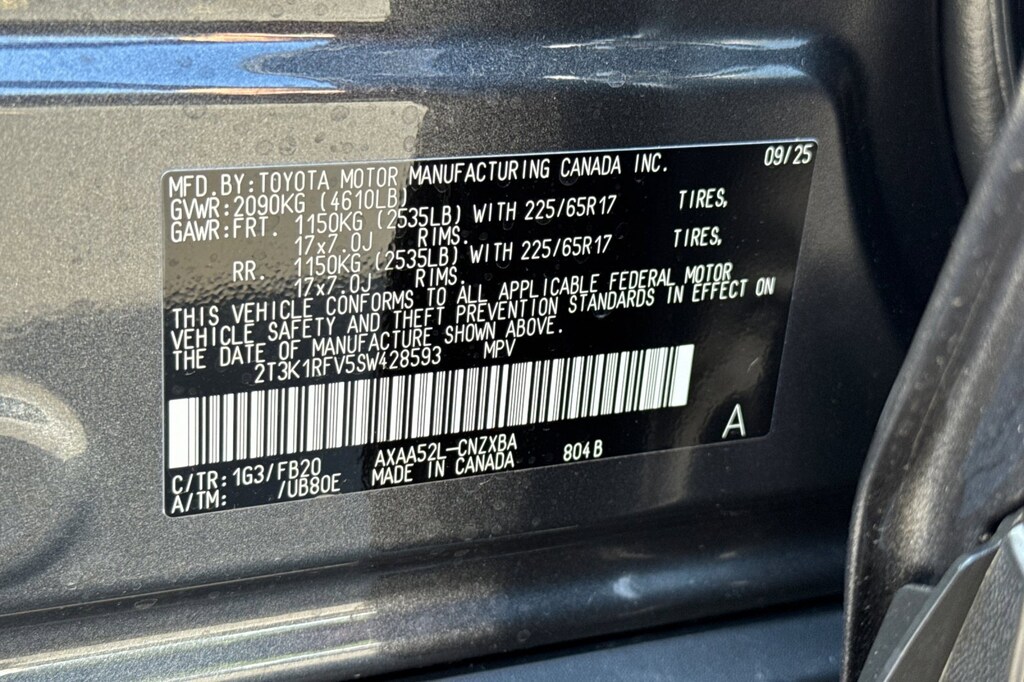 MFD.BY:TOYOTA MOTOR MANUFACTURING CANADA INC. 09/25
GVWR:2090KG (4610LB)
GAWR:FRT. 1150KG (2535LB) WITH 225/65R17 TIRES,
17x7.0J RIMS.
RR. 1150KG (2535LB) WITH 225/65R17 TIRES,
17x7.0J RIMS.
THIS VEHICLE CONFORMS TO ALL APPLICABLE FEDERAL MOTOR
VEHICLE SAFETY AND THEFT PREVENTION STANDARDS IN EFFECT ON
THE DATE OF MANUFACTURE SHOWN ABOVE.
2T3K1RFV5SW428593 MPV
A
C/TR:1G3/FB20 AXAA52L-CNZXBA 804B
A/TM: /UB80E MADE IN CANADA